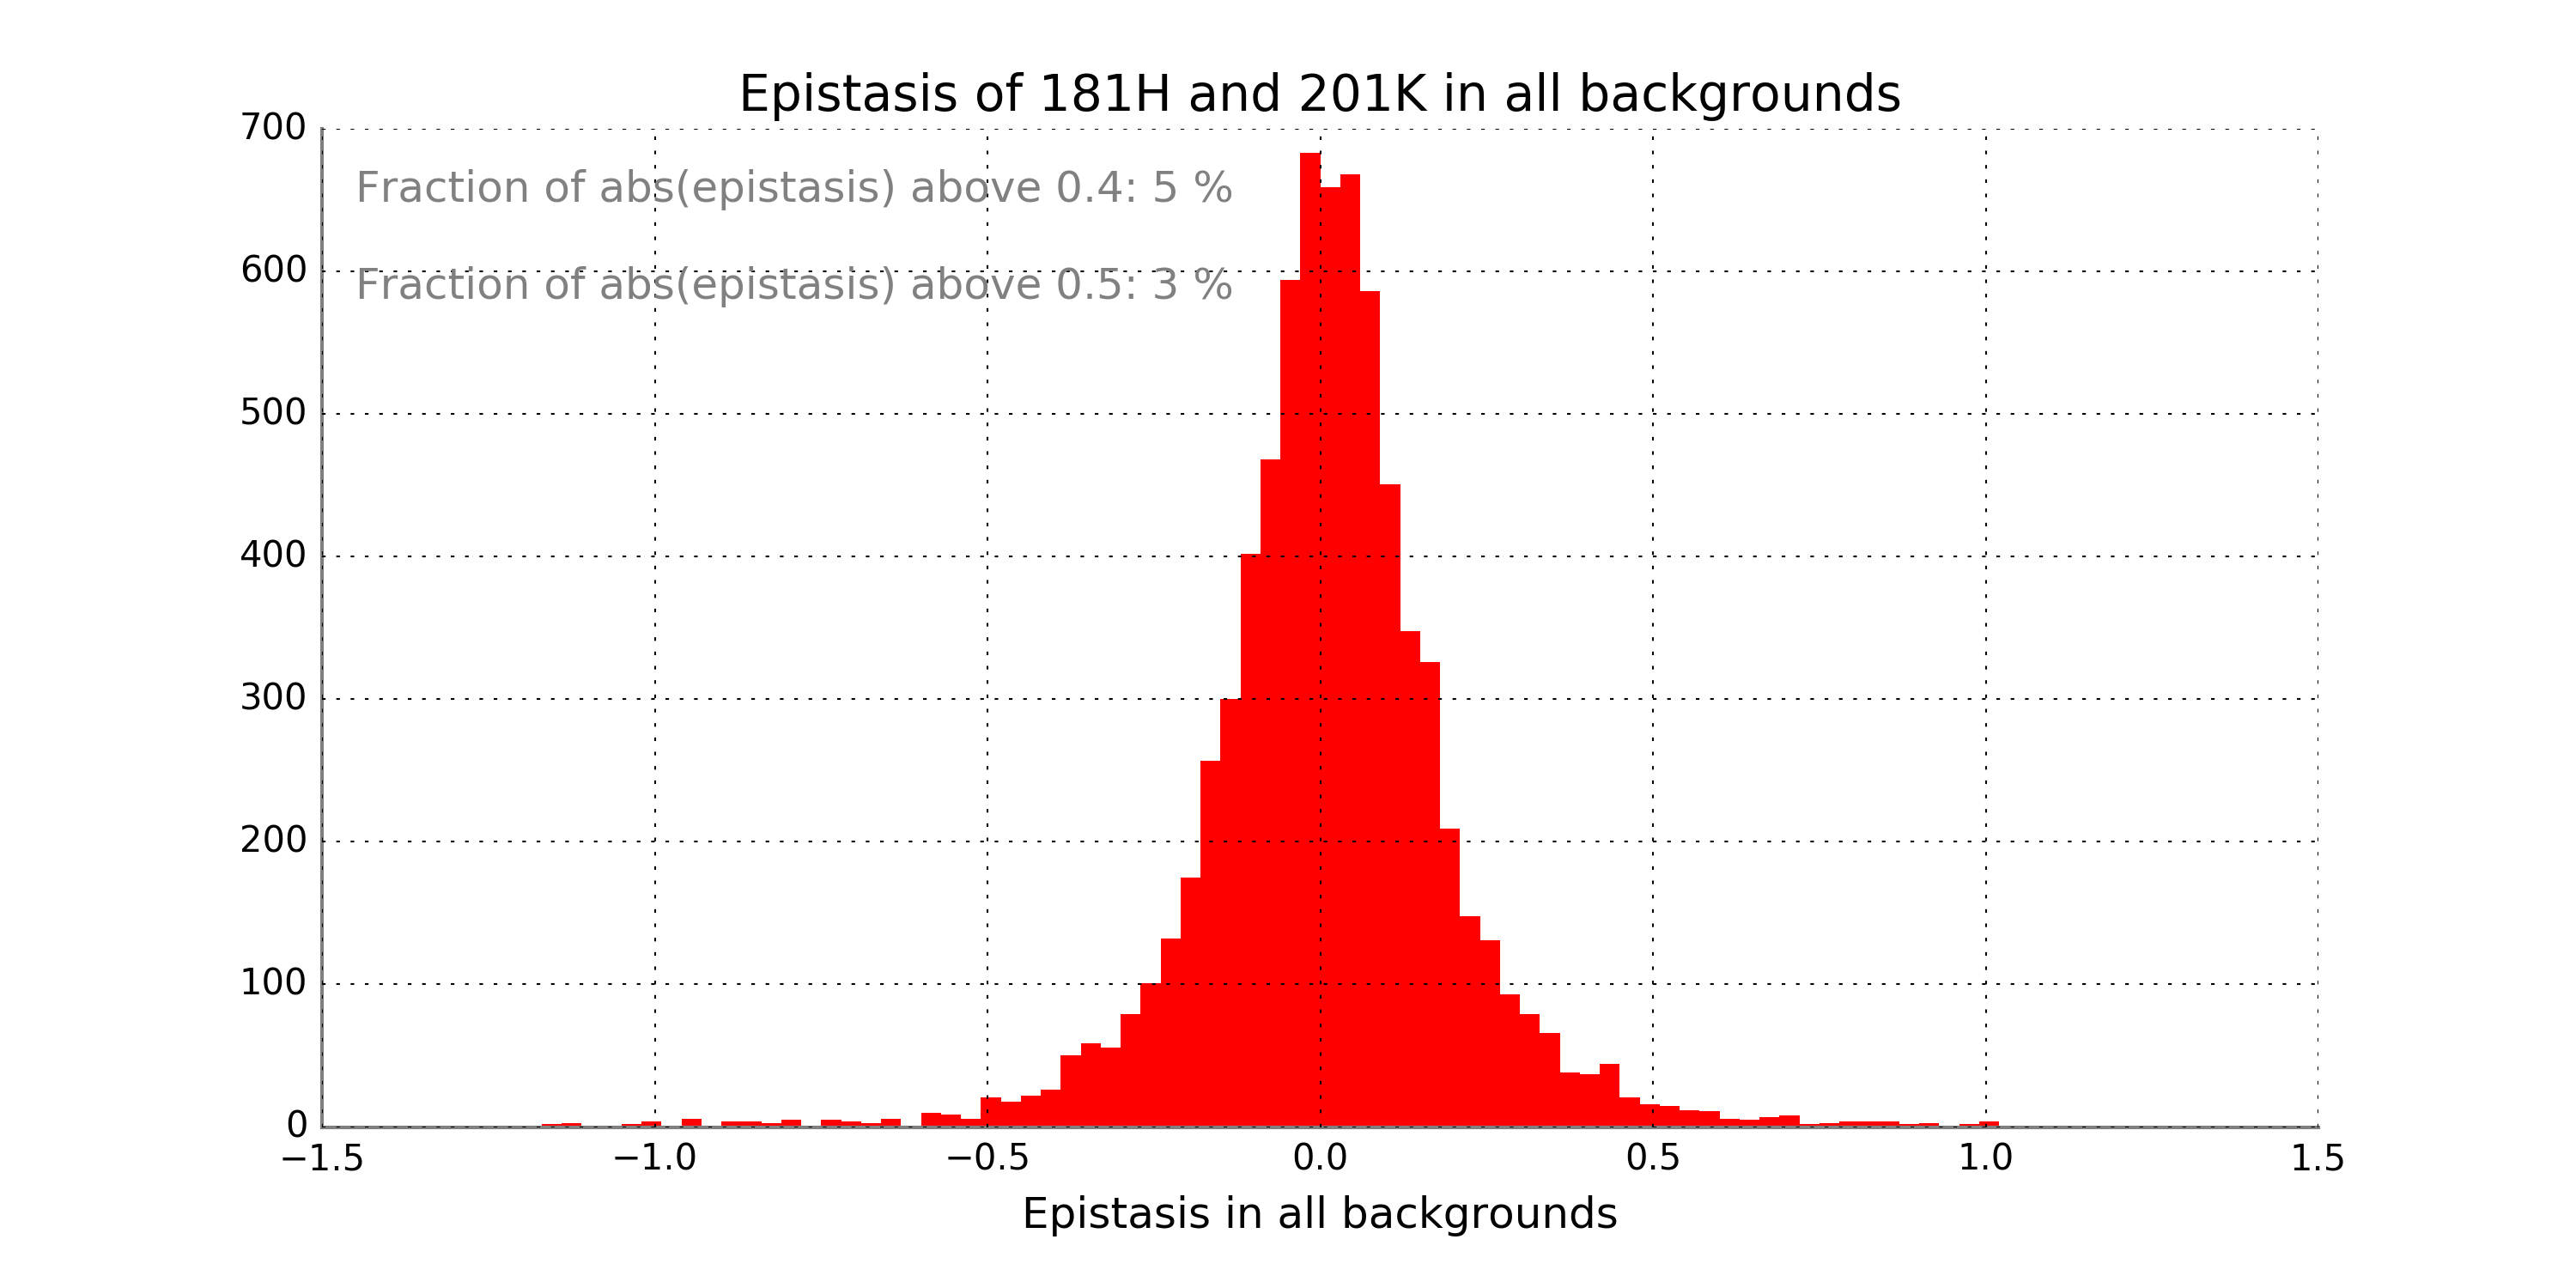 Epistasis of 181H and 201K in all backgrounds
700
Fraction of abs(epistasis) above 0.4: 5 %
600
Fraction of abs(epistasis) above 0.5: 3 %
500
400
300
200
100
0
−1.5 −1.0 −0.5 0.0 0.5 1.0 1.5
Epistasis in all backgrounds